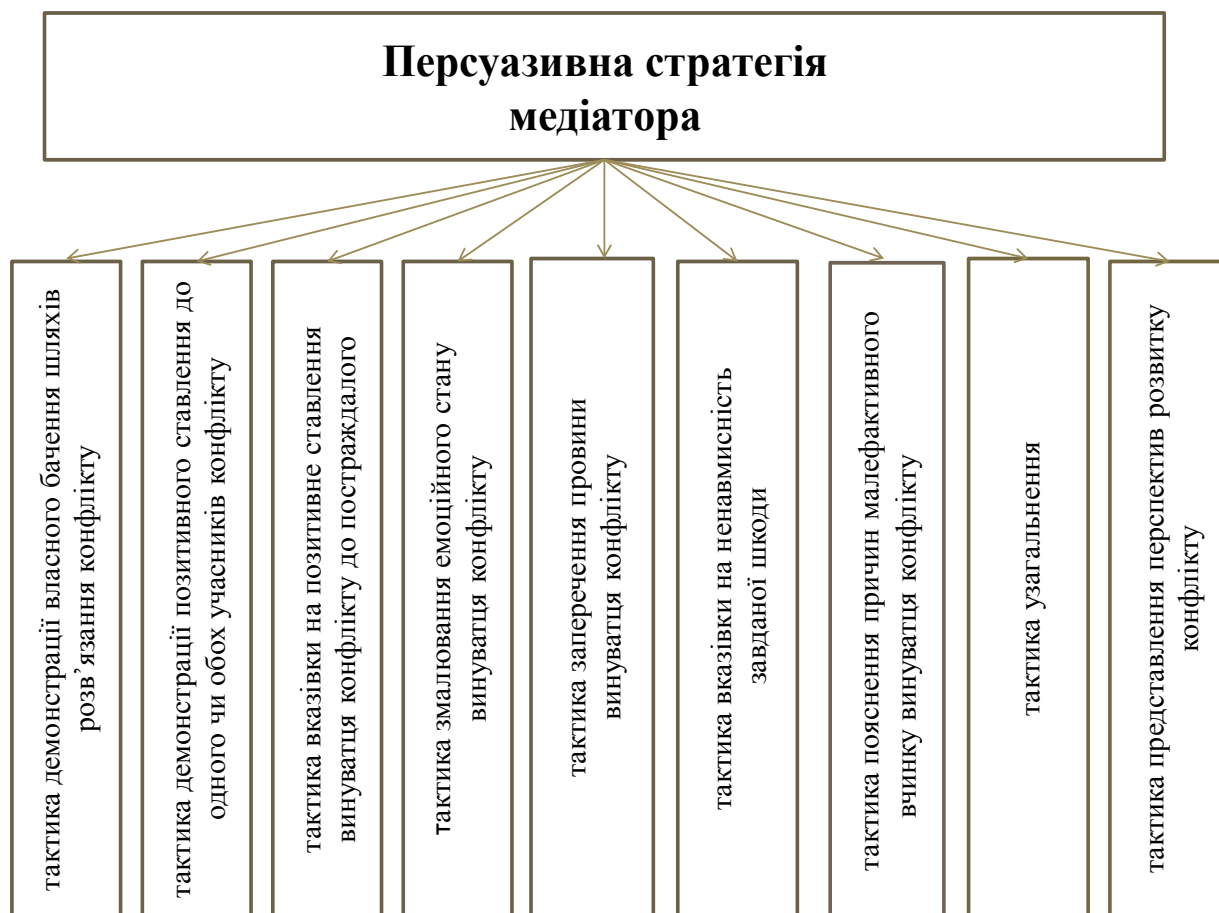 Персуазивна стратегія
медіатора
тактика демонстрації власного бачення шляхів
розв’язання конфлікту
тактика демонстрації позитивного ставлення до
одного чи обох учасників конфлікту
тактика вказівки на позитивне ставлення
винуватця конфлікту до постраждалого
тактика змалювання емоційного стану
винуватця конфлікту
тактика заперечення провини
винуватця конфлікту
тактика вказівки на ненавмисність
завданої шкоди
тактика пояснення причин малефактивного
вчинку винуватця конфлікту
тактика узагальнення
тактика представлення перспектив розвитку
конфлікту